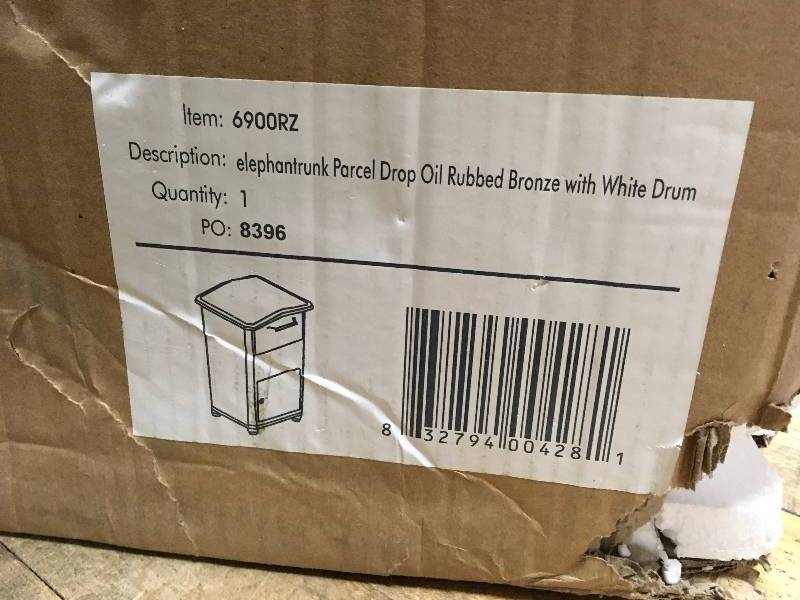 Item: 6900RZ
Description: elephantrunk Parcel Drop Oil Rubbed Bronze with White Drum
Quantity: 1
PO: 8396
8 32794 00428 1